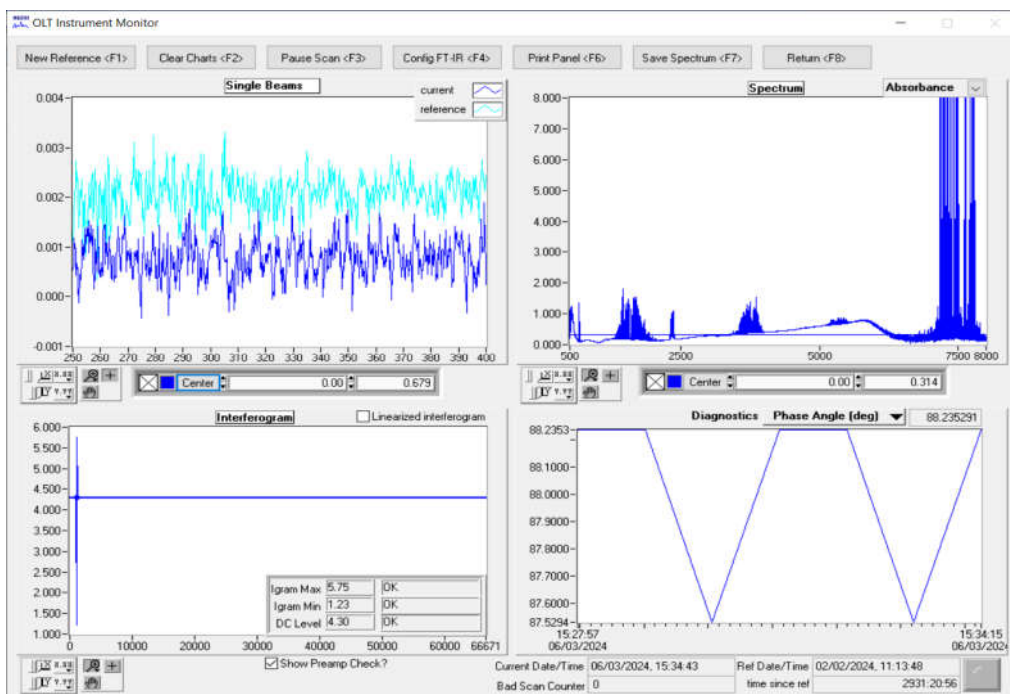 OLT Instrument Monitor
New Reference <F1>
Clear Charts <F2>
Pause Scan <F3>
Config FT-IR <F4>
Print Panel <F6>
Save Spectrum <F7>
Return <F8>
Single Beams
current
reference
0.004
0.003
0.002
0.001
0.000
-0.001
250 260 270 280 290 300 310 320 330 340 350 360 370 380 390 400
Center 0.00 0.679
Spectrum
Absorbance
8.000
7.000
6.000
5.000
4.000
3.000
2.000
1.000
0.000
500 2500 5000 7500 8000
Center 0.00 0.314
Interferogram
Linearized interferogram
6.000
5.500
5.000
4.500
4.000
3.500
3.000
2.500
2.000
1.500
1.000
0 10000 20000 30000 40000 50000 66671
Igram Max 5.75 OK
Igram Min 1.23 OK
DC Level 4.30 OK
Show Preamp Check?
Diagnostics Phase Angle (deg) 88.235291
88.2353
88.1000
88.0000
87.9000
87.8000
87.7000
87.6000
87.5294
15:27:57
06/03/2024
15:34:15
06/03/2024
Current Date/Time 06/03/2024, 15:34:43
Ref Date/Time 02/02/2024, 11:13:48
Bad Scan Counter 0
time since ref 2931:20:56